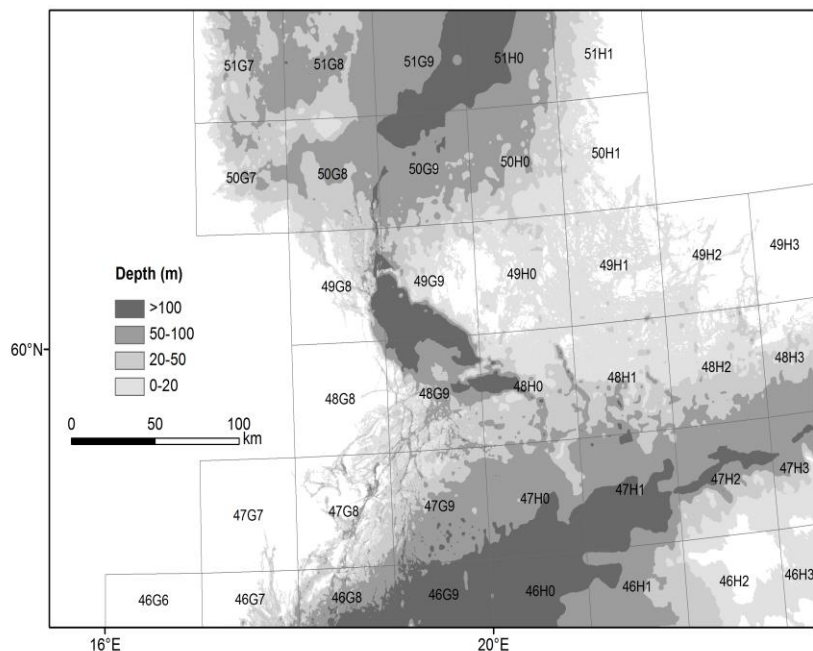 51G7 51G8 51G9 51H0 51H1
50G7 50G8 50G9 50H0 50H1
49G8 49G9 49H0 49H1 49H2 49H3
Depth (m)
>100
50-100
20-50
0-20
60°N
48G8 48G9 48H0 48H1 48H2 48H3
0 50 100
km
47G7 47G8 47G9 47H0 47H1 47H2 47H3
46G6 46G7 46G8 46G9 46H0 46H1 46H2 46H3
16°E 20°E